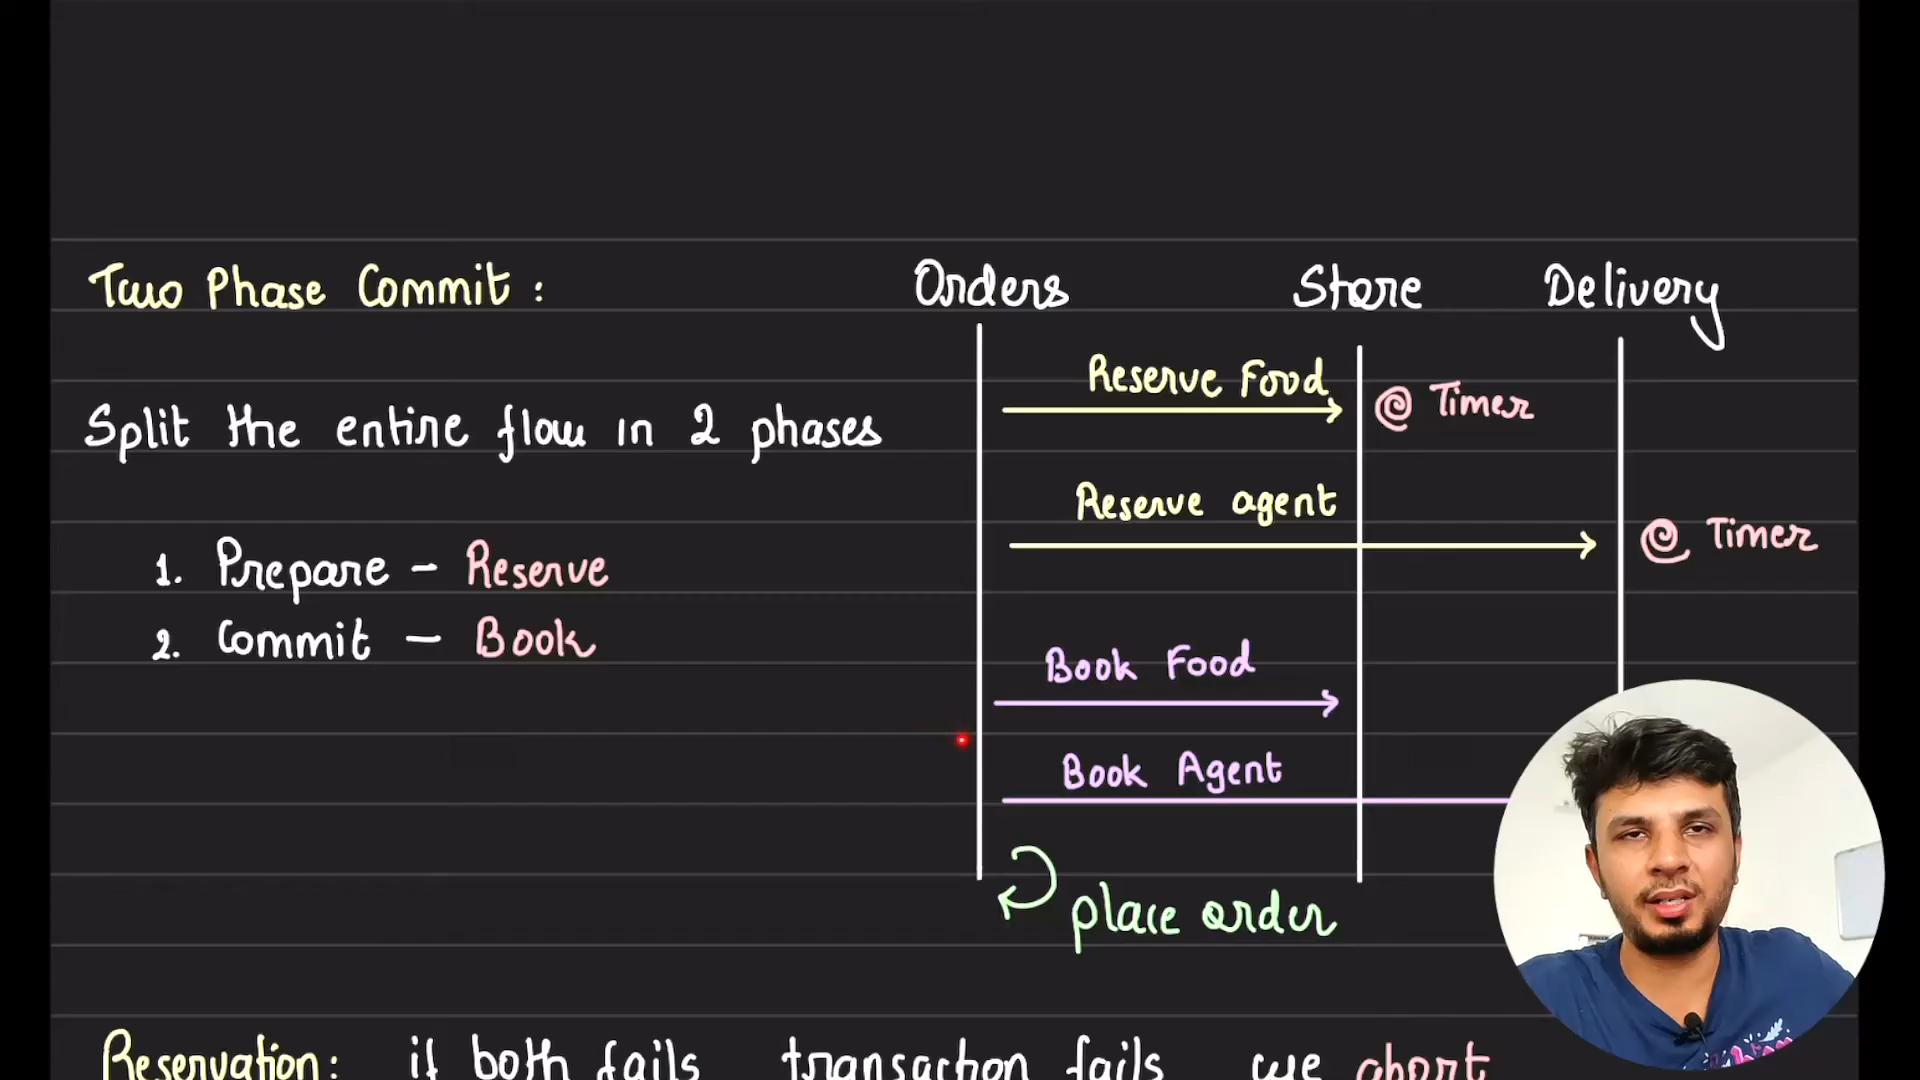 Two Phase Commit :
Orders Store Delivery
Reserve Food
@ Timer
Split the entire flow in 2 phases
Reserve agent
@ Timer
1. Prepare - Reserve
2. Commit - Book
Book Food
Book Agent
place order
Reservation: if both fails transaction fails we abort